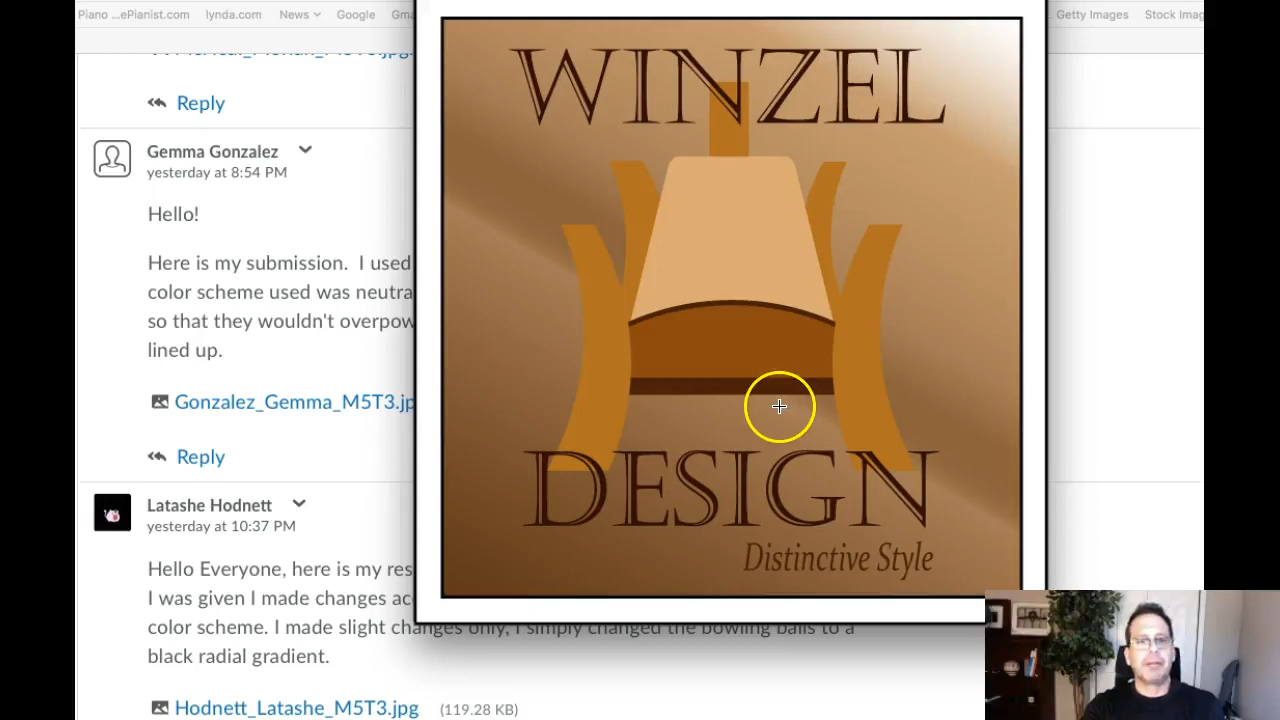 Piano ...ePianist.com lynda.com News Google Gma Getty Images Stock Imag
Reply
Gemma Gonzalez
yesterday at 8:54 PM
Hello!
Here is my submission. I used
color scheme used was neutra
so that they wouldn't overpow
lined up.
Gonzalez_Gemma_M5T3.jp
Reply
Latashe Hodnett
yesterday at 10:37 PM
Hello Everyone, here is my res
I was given I made changes acc
color scheme. I made slight changes only, I simply changed the bowling balls to a
black radial gradient.
Hodnett_Latashe_M5T3.jpg (119.28 KB)
WINZEL
DESIGN
Distinctive Style